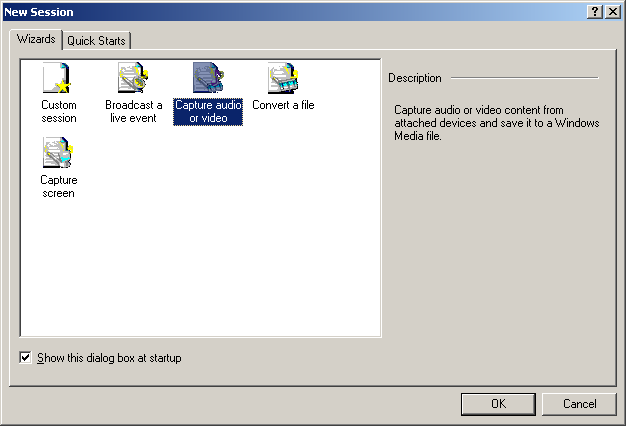 New Session
Wizards
Quick Starts
Custom
session
Broadcast a
live event
Capture audio
or video
Convert a file
Capture
screen
Description
Capture audio or video content from
attached devices and save it to a Windows
Media file.
Show this dialog box at startup
OK
Cancel